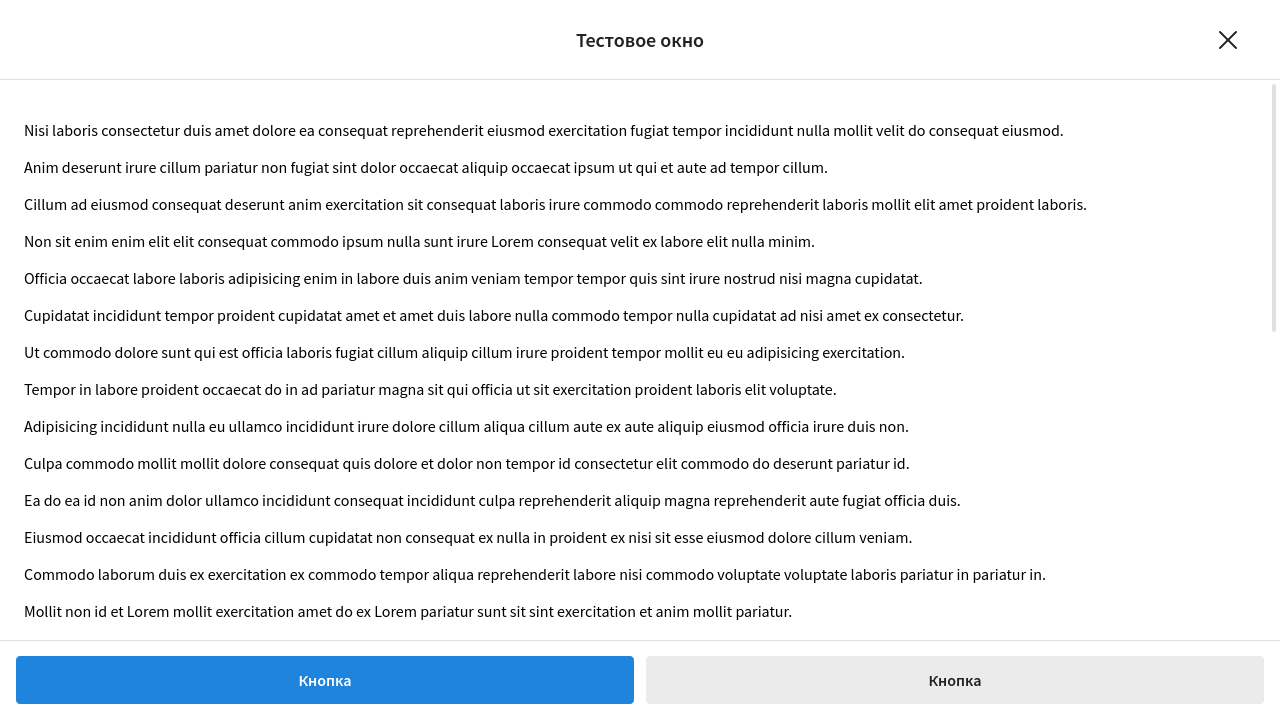 Тестовое окно
Nisi laboris consectetur duis amet dolore ea consequat reprehenderit eiusmod exercitation fugiat tempor incididunt nulla mollit velit do consequat eiusmod.
Anim deserunt irure cillum pariatur non fugiat sint dolor occaecat aliquip occaecat ipsum ut qui et aute ad tempor cillum.
Cillum ad eiusmod consequat deserunt anim exercitation sit consequat laboris irure commodo commodo reprehenderit laboris mollit elit amet proident laboris.
Non sit enim enim elit elit consequat commodo ipsum nulla sunt irure Lorem consequat velit ex labore elit nulla minim.
Officia occaecat labore laboris adipisicing enim in labore duis anim veniam tempor tempor quis sint irure nostrud nisi magna cupidatat.
Cupidatat incididunt tempor proident cupidatat amet et amet duis labore nulla commodo tempor nulla cupidatat ad nisi amet ex consectetur.
Ut commodo dolore sunt qui est officia laboris fugiat cillum aliquip cillum irure proident tempor mollit eu eu adipisicing exercitation.
Tempor in labore proident occaecat do in ad pariatur magna sit qui officia ut sit exercitation proident laboris elit voluptate.
Adipisicing incididunt nulla eu ullamco incididunt irure dolore cillum aliqua cillum aute ex aute aliquip eiusmod officia irure duis non.
Culpa commodo mollit mollit dolore consequat quis dolore et dolor non tempor id consectetur elit commodo do deserunt pariatur id.
Ea do ea id non anim dolor ullamco incididunt consequat incididunt culpa reprehenderit aliquip magna reprehenderit aute fugiat officia duis.
Eiusmod occaecat incididunt officia cillum cupidatat non consequat ex nulla in proident ex nisi sit esse eiusmod dolore cillum veniam.
Commodo laborum duis ex exercitation ex commodo tempor aliqua reprehenderit labore nisi commodo voluptate voluptate laboris pariatur in pariatur in.
Mollit non id et Lorem mollit exercitation amet do ex Lorem pariatur sunt sit sint exercitation et anim mollit pariatur.
Кнопка
Кнопка